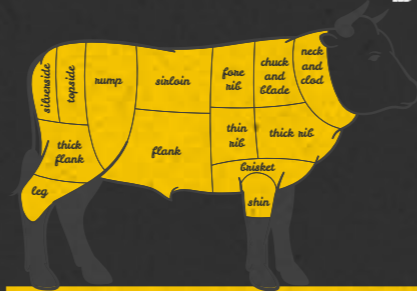 silverside
topside
rump
sirloin
fore
rib
chuck
and
blade
neck
and
clod
thick
flank
flank
thin
rib
thick rib
brisket
leg
shin